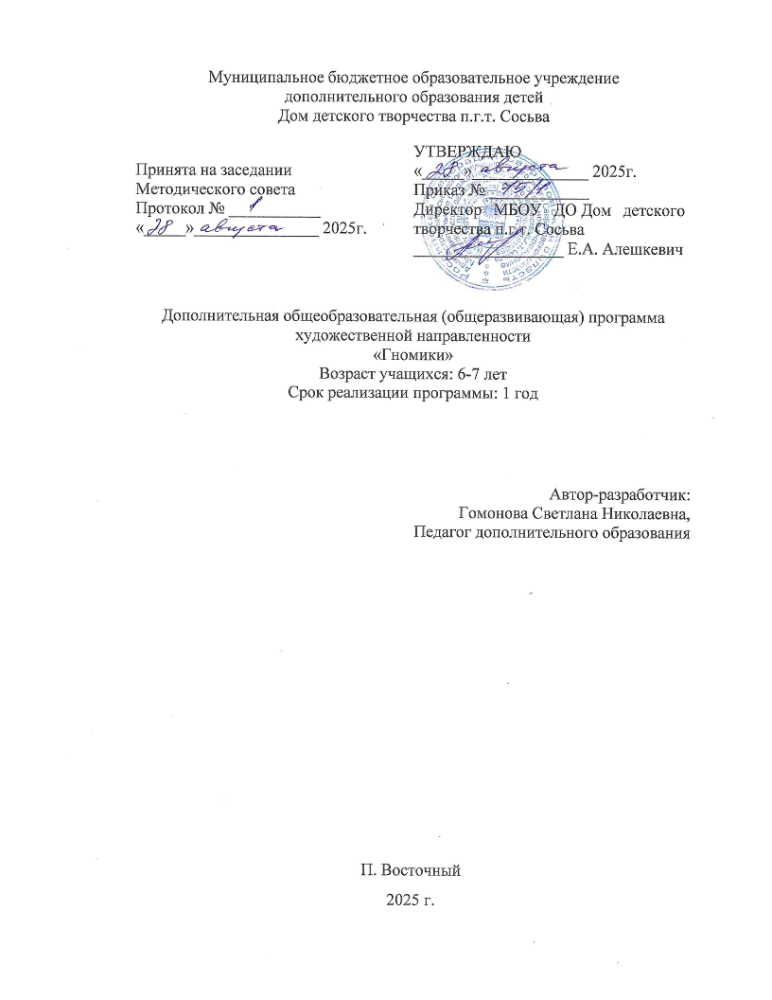 Муниципальное бюджетное образовательное учреждение
дополнительного образования детей
Дом детского творчества п.г.т. Сосьва
Принята на заседании
Методического совета
Протокол № 1
«28» августа 2025г.
УТВЕРЖДАЮ
«28» августа 2025г.
Приказ №
Директор МБОУ ДО Дом детского
творчества п.г.т. Сосьва
Е.А. Алешкевич
Дополнительная общеобразовательная (общеразвивающая) программа
художественной направленности
«Гномики»
Возраст учащихся: 6-7 лет
Срок реализации программы: 1 год
Автор-разработчик:
Гомонова Светлана Николаевна,
Педагог дополнительного образования
П. Восточный
2025 г.